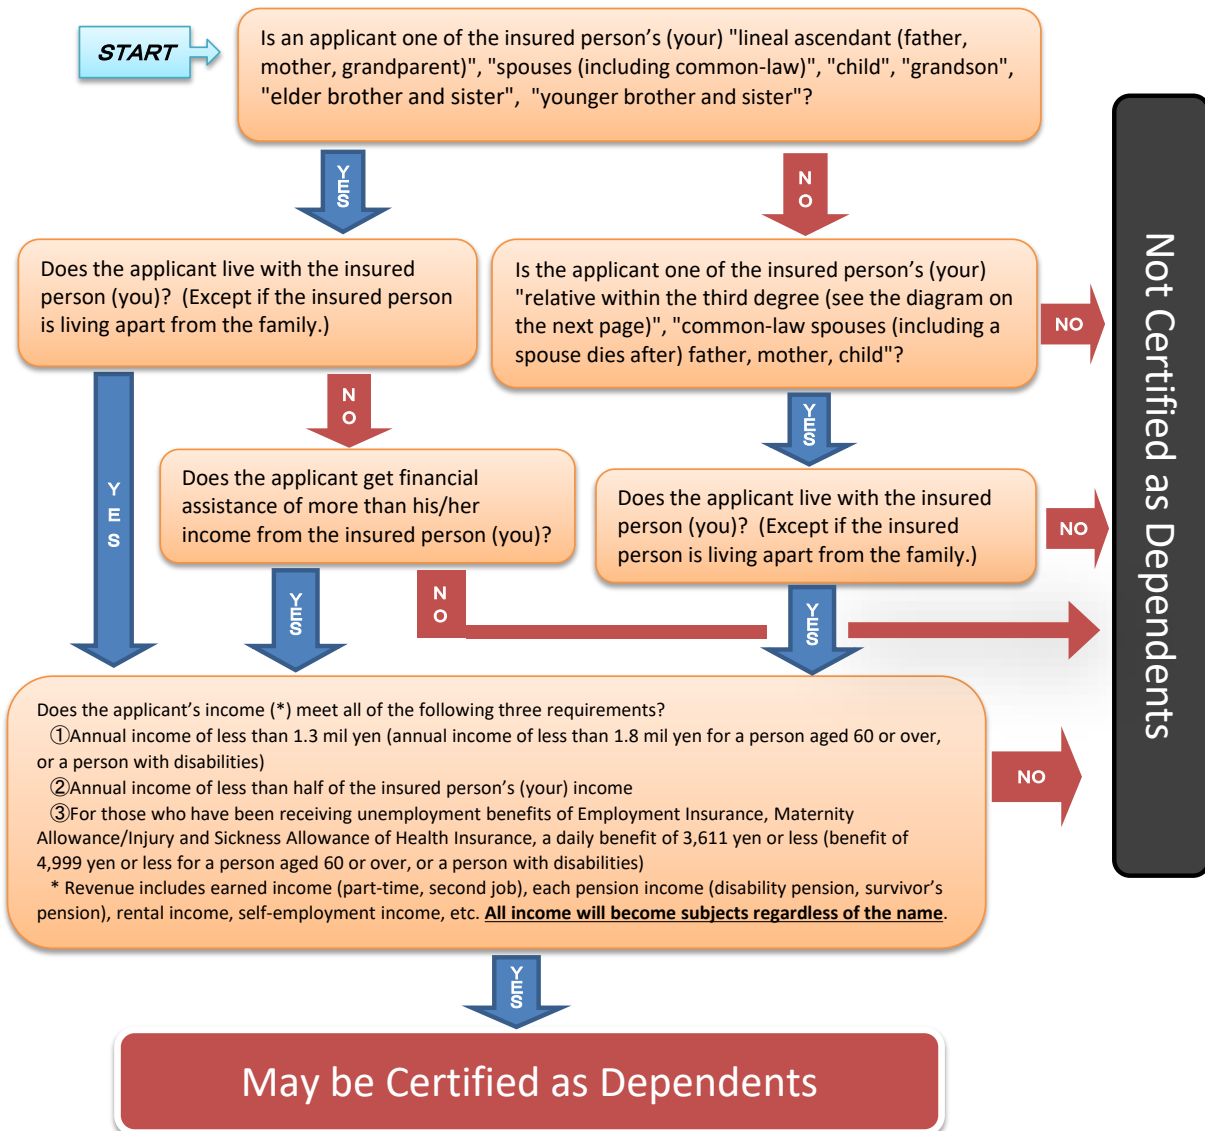 START
Is an applicant one of the insured person's (your) "lineal ascendant (father,
mother, grandparent)", "spouses (including common-law)", "child", "grandson",
"elder brother and sister",  "younger brother and sister"?
YES
NO
Does the applicant live with the insured
person (you)?  (Except if the insured person
is living apart from the family.)
Is the applicant one of the insured person's (your)
"relative within the third degree (see the diagram on
the next page)", "common-law spouses (including a
spouse dies after) father, mother, child"?
NO
YES
NO
YES
Does the applicant get financial
assistance of more than his/her
income from the insured person (you)?
Does the applicant live with the insured
person (you)?  (Except if the insured
person is living apart from the family.)
NO
YES
NO
YES
Does the applicant's income (*) meet all of the following three requirements?
①Annual income of less than 1.3 mil yen (annual income of less than 1.8 mil yen for a person aged 60 or over,
or a person with disabilities)
②Annual income of less than half of the insured person's (your) income
③For those who have been receiving unemployment benefits of Employment Insurance, Maternity
Allowance/Injury and Sickness Allowance of Health Insurance, a daily benefit of 3,611 yen or less (benefit of
4,999 yen or less for a person aged 60 or over, or a person with disabilities)
* Revenue includes earned income (part-time, second job), each pension income (disability pension, survivor's
pension), rental income, self-employment income, etc. All income will become subjects regardless of the name.
NO
YES
May be Certified as Dependents
Not Certified as Dependents